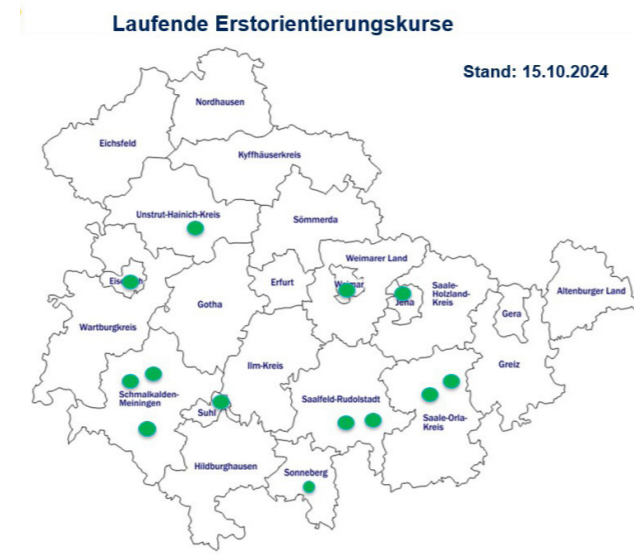 Laufende Erstorientierungskurse
Stand: 15.10.2024
Nordhausen
Eichsfeld
Kyffhäuserkreis
Unstrut-Hainich-Kreis
Sömmerda
Weimarer Land
Erfurt
Saale-
Holzland-
Kreis
Altenburger Land
Jena
Gotha
Gera
Wartburgkreis
Ilm-Kreis
Greiz
Schmalkalden-
Meiningen
Saalfeld-Rudolstadt
Suhl
Saale-Orla-
Kreis
Hildburghausen
Sonneberg